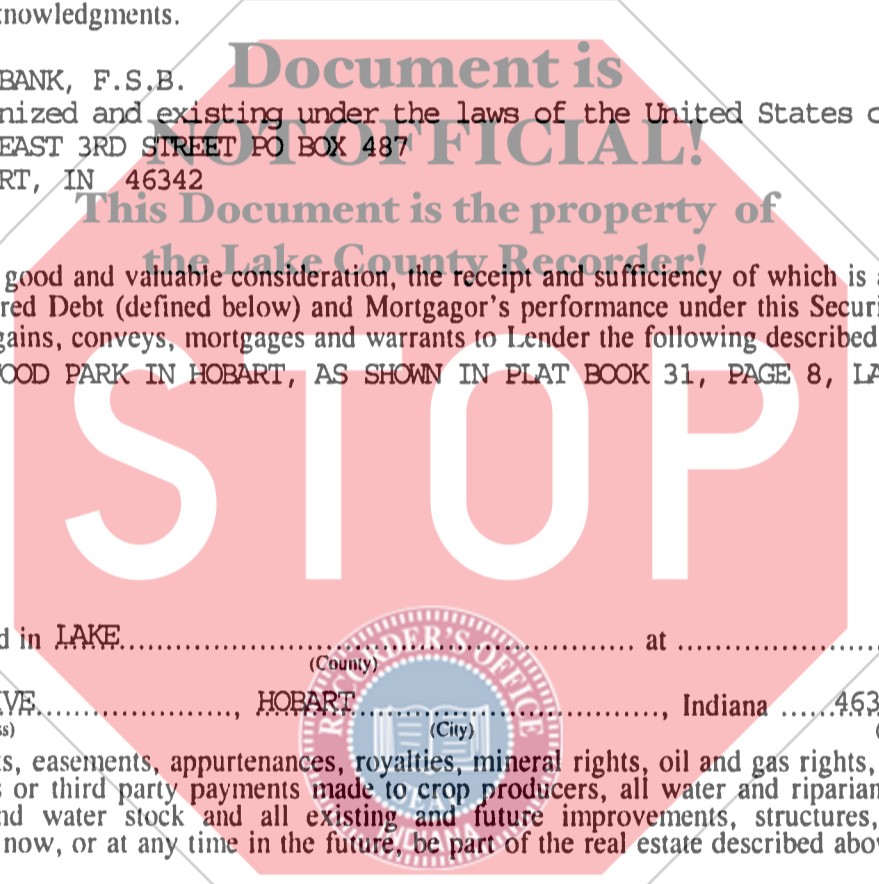 nowledgments.
Document is
BANK, F.S.B.
nized and existing under the laws of the United States o
NOT OFFICIAL!
EAST 3RD STREET PO BOX 487
RT, IN 46342
This Document is the property of
the Lake County Recorder!
good and valuable consideration, the receipt and sufficiency of which is a
red Debt (defined below) and Mortgagor's performance under this Securi
gains, conveys, mortgages and warrants to Lender the following described
OOD PARK IN HOBART, AS SHOWN IN PLAT BOOK 31, PAGE 8, LA
STOP
d in LAKE.................................................................................... at .....................
(County)
RECORDER'S OFFICE
VE....................., HOBART................................................., Indiana ......463
ss) (City) (
s, easements, appurtenances, royalties, mineral rights, oil and gas rights,
s or third party payments made to crop producers, all water and riparian
nd water stock and all existing and future improvements, structures,
SEAL
INDIANA
now, or at any time in the future, be part of the real estate described abov